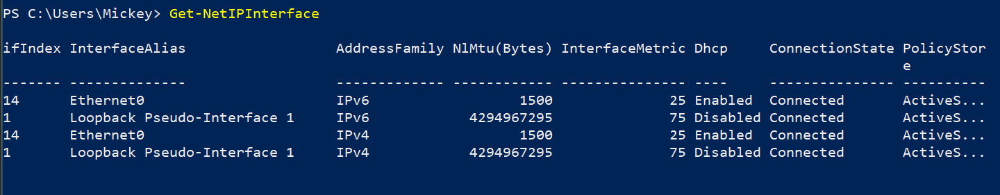 PS C:\Users\Mickey> Get-NetIPInterface
ifIndex InterfaceAlias                  AddressFamily NlMtu(Bytes) InterfaceMetric Dhcp     ConnectionState PolicyStor
                                                                                                            e
------- --------------                  ------------- ------------ --------------- ----     --------------- ----------
14      Ethernet0                       IPv6                  1500              25 Enabled  Connected       ActiveS...
1       Loopback Pseudo-Interface 1     IPv6            4294967295              75 Disabled Connected       ActiveS...
14      Ethernet0                       IPv4                  1500              25 Enabled  Connected       ActiveS...
1       Loopback Pseudo-Interface 1     IPv4            4294967295              75 Disabled Connected       ActiveS...